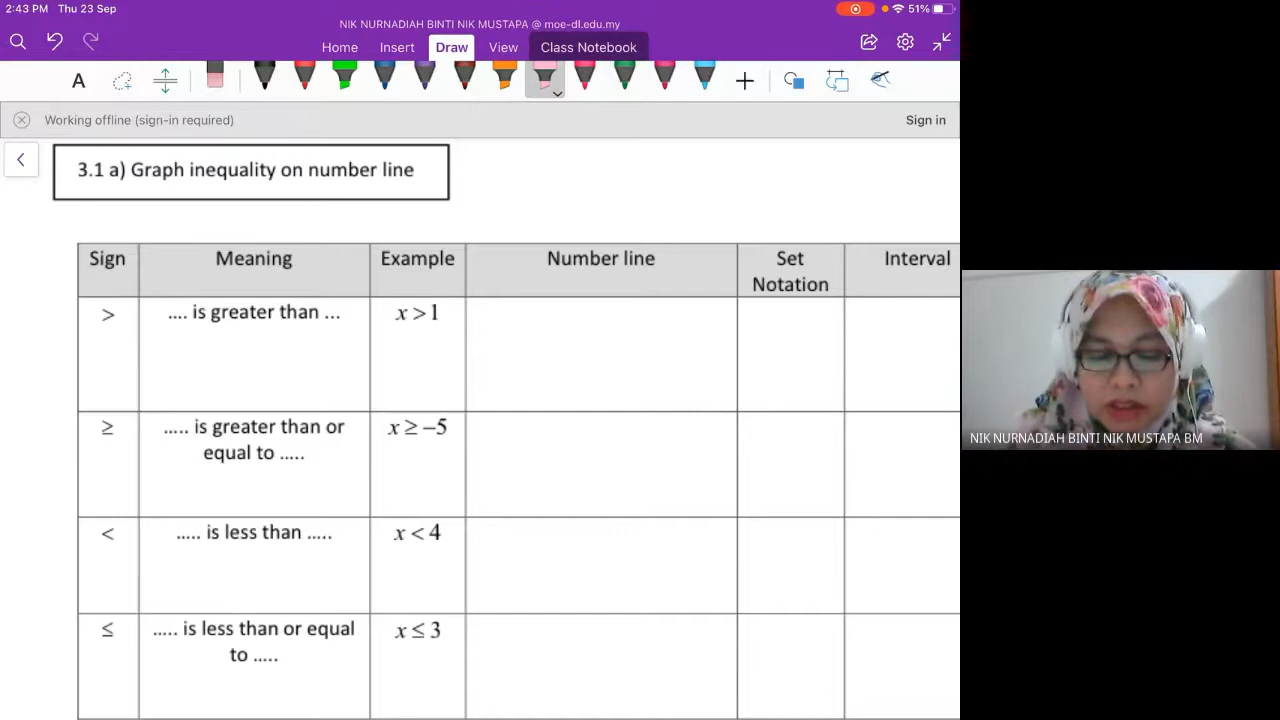 2:43 PM Thu 23 Sep
51%
NIK NURNADIAH BINTI NIK MUSTAPA @ moe-dl.edu.my
Home Insert Draw View Class Notebook
A
Working offline (sign-in required) Sign in
3.1 a) Graph inequality on number line
Sign Meaning Example Number line Set Interval
Notation
> .... is greater than ... x > 1
≥ ..... is greater than or x ≥ −5
equal to .....
< ..... is less than ..... x < 4
≤ ..... is less than or equal x ≤ 3
to .....
NIK NURNADIAH BINTI NIK MUSTAPA BM